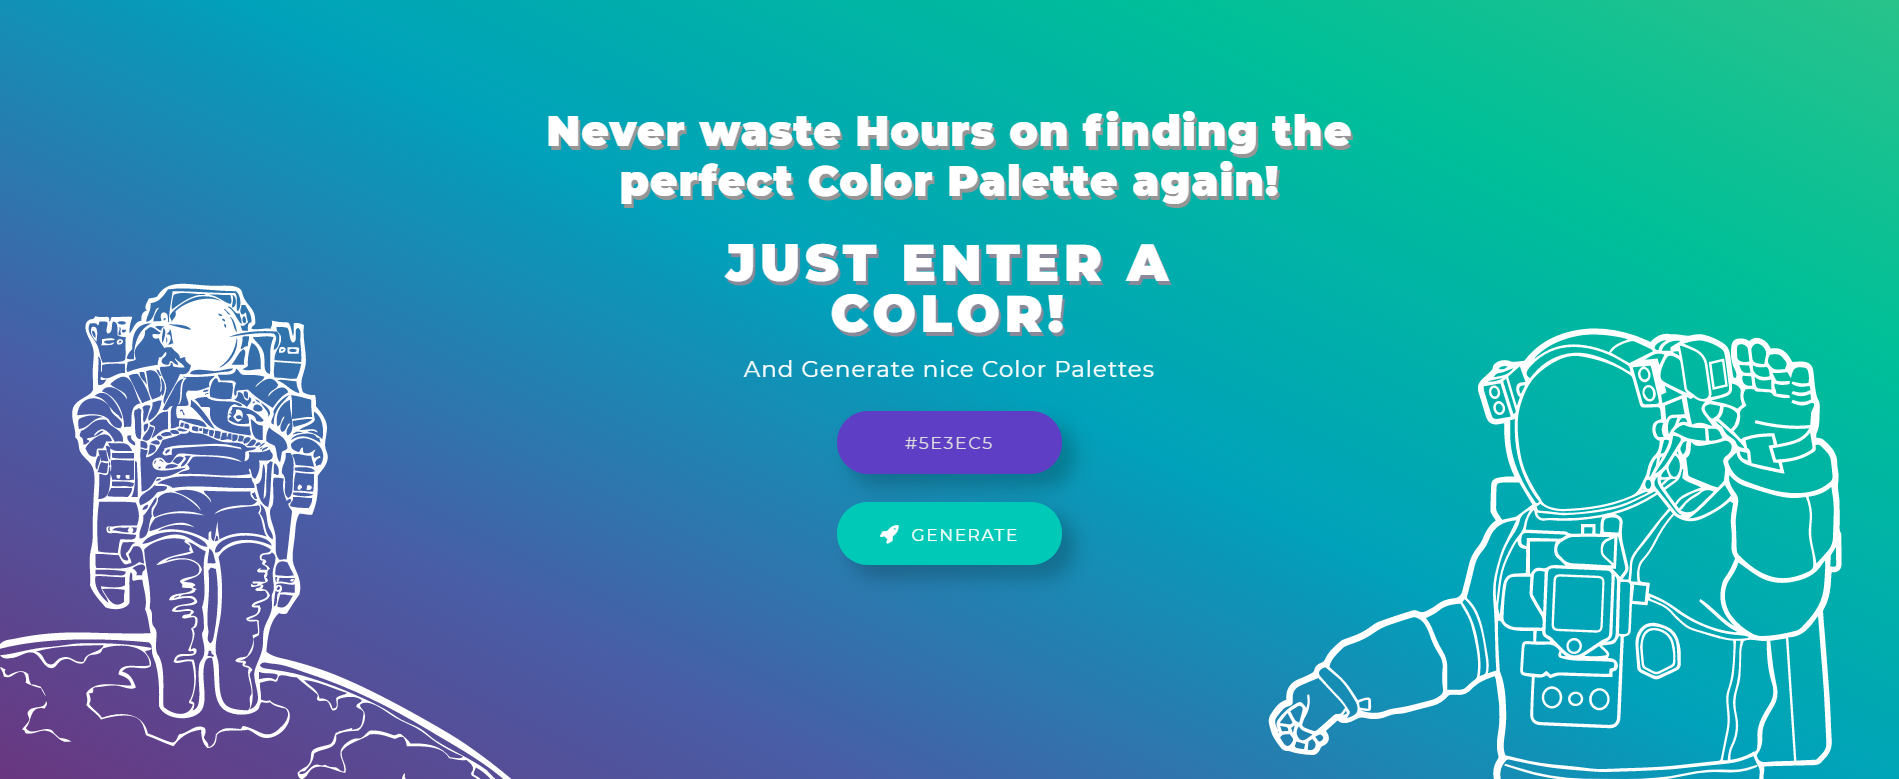 Never waste Hours on finding the
perfect Color Palette again!
JUST ENTER A
COLOR!
And Generate nice Color Palettes
#5E3EC5
GENERATE